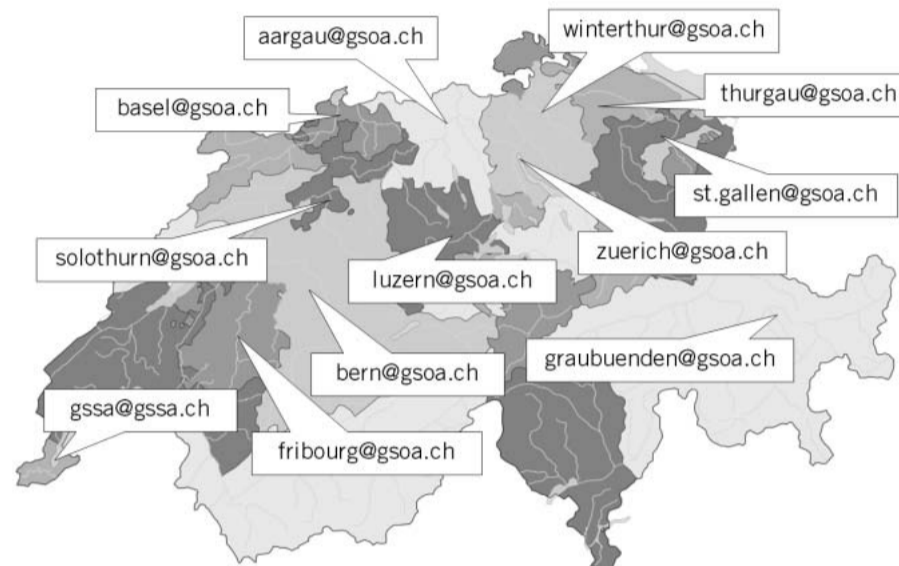 aargau@gsoa.ch
winterthur@gsoa.ch
basel@gsoa.ch
thurgau@gsoa.ch
st.gallen@gsoa.ch
solothurn@gsoa.ch
zuerich@gsoa.ch
luzern@gsoa.ch
bern@gsoa.ch
graubuenden@gsoa.ch
gssa@gssa.ch
fribourg@gsoa.ch